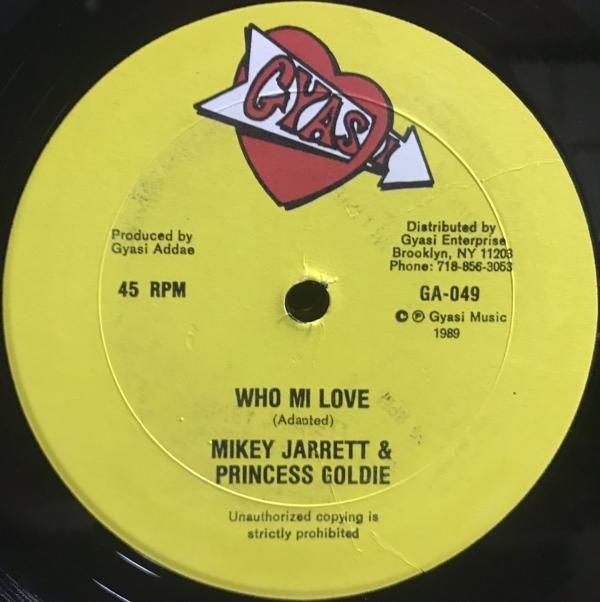 GYASI
Produced by
Gyasi Addae
45 RPM
Distributed by
Gyasi Enterprise
Brooklyn, NY 11203
Phone: 718-856-3053
GA-049
© ℗ Gyasi Music
1989
WHO MI LOVE
(Adapted)
MIKEY JARRETT &
PRINCESS GOLDIE
Unauthorized copying is
strictly prohibited